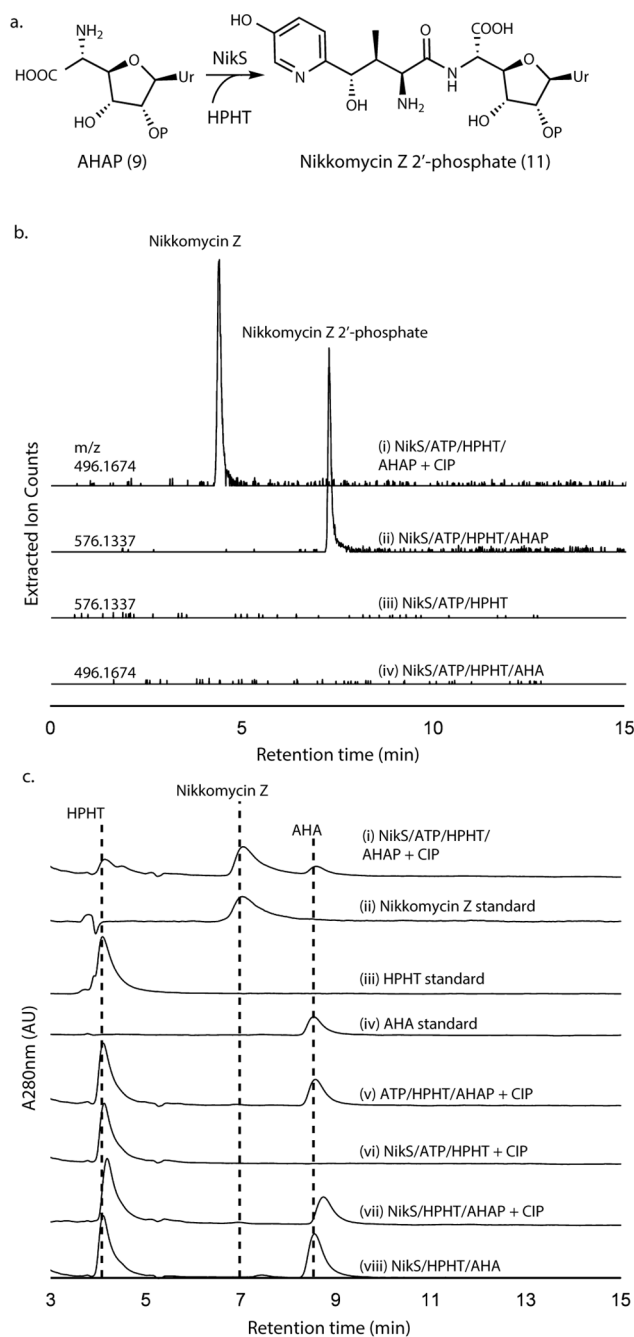 a.
NH2
HOOC
O
Ur
HO
OP
AHAP (9)
NikS
HPHT
HO
N
OH
NH2
O
N
H
COOH
O
Ur
HO
OP
Nikkomycin Z 2'-phosphate (11)
b.
Nikkomycin Z
Nikkomycin Z 2'-phosphate
Extracted Ion Counts
m/z
496.1674
(i) NikS/ATP/HPHT/
AHAP + CIP
576.1337
(ii) NikS/ATP/HPHT/AHAP
576.1337
(iii) NikS/ATP/HPHT
496.1674
(iv) NikS/ATP/HPHT/AHA
0 5 10 15
Retention time (min)
c.
HPHT
Nikkomycin Z
AHA
A280nm (AU)
(i) NikS/ATP/HPHT/
AHAP + CIP
(ii) Nikkomycin Z standard
(iii) HPHT standard
(iv) AHA standard
(v) ATP/HPHT/AHAP + CIP
(vi) NikS/ATP/HPHT + CIP
(vii) NikS/HPHT/AHAP + CIP
(viii) NikS/HPHT/AHA
3 5 7 9 11 13 15
Retention time (min)